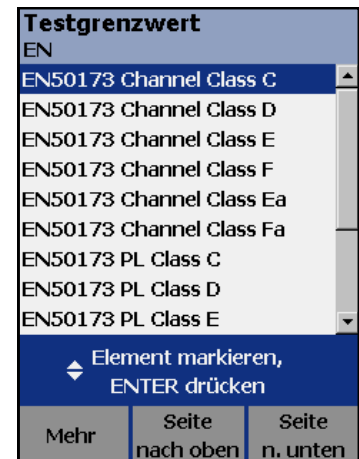 Testgrenzwert
EN
EN50173 Channel Class C
EN50173 Channel Class D
EN50173 Channel Class E
EN50173 Channel Class F
EN50173 Channel Class Ea
EN50173 Channel Class Fa
EN50173 PL Class C
EN50173 PL Class D
EN50173 PL Class E
Element markieren,
ENTER drücken
Mehr
Seite
nach oben
Seite
n. unten